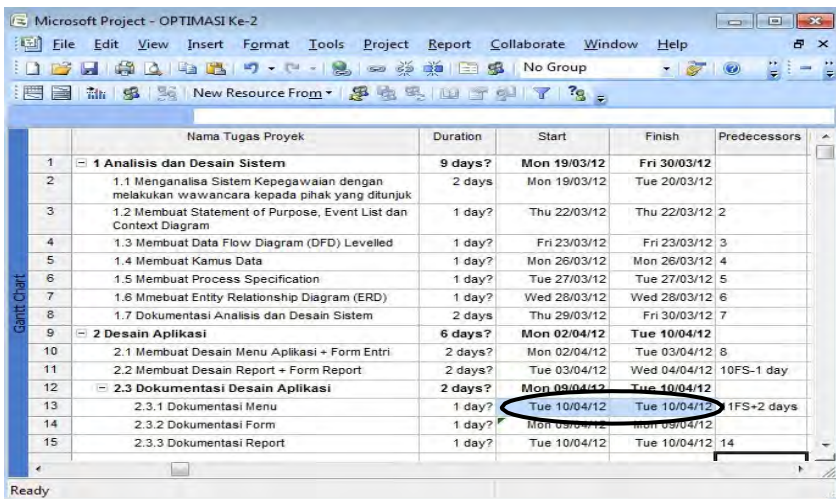 Microsoft Project - OPTIMASI Ke-2
File Edit View Insert Format Tools Project Report Collaborate Window Help
No Group
New Resource From
Nama Tugas Proyek Duration Start Finish Predecessors
1 1 Analisis dan Desain Sistem 9 days? Mon 19/03/12 Fri 30/03/12
2 1.1 Menganalisa Sistem Kepegawaian dengan 2 days Mon 19/03/12 Tue 20/03/12
melakukan wawancara kepada pihak yang ditunjuk
3 1.2 Membuat Statement of Purpose, Event List dan 1 day? Thu 22/03/12 Thu 22/03/12 2
Context Diagram
4 1.3 Membuat Data Flow Diagram (DFD) Levelled 1 day? Fri 23/03/12 Fri 23/03/12 3
5 1.4 Membuat Kamus Data 1 day? Mon 26/03/12 Mon 26/03/12 4
6 1.5 Membuat Process Specification 1 day? Tue 27/03/12 Tue 27/03/12 5
7 1.6 Mmebuat Entity Relationship Diagram (ERD) 1 day? Wed 28/03/12 Wed 28/03/12 6
8 1.7 Dokumentasi Analisis dan Desain Sistem 2 days Thu 29/03/12 Fri 30/03/12 7
9 2 Desain Aplikasi 6 days? Mon 02/04/12 Tue 10/04/12
10 2.1 Membuat Desain Menu Aplikasi + Form Entri 2 days? Mon 02/04/12 Tue 03/04/12 8
11 2.2 Membuat Desain Report + Form Report 2 days? Tue 03/04/12 Wed 04/04/12 10FS-1 day
12 2.3 Dokumentasi Desain Aplikasi 2 days? Mon 09/04/12 Tue 10/04/12
13 2.3.1 Dokumentasi Menu 1 day? Tue 10/04/12 Tue 10/04/12 11FS+2 days
14 2.3.2 Dokumentasi Form 1 day? Mon 09/04/12 Mon 09/04/12
15 2.3.3 Dokumentasi Report 1 day? Tue 10/04/12 Tue 10/04/12 14
Gantt Chart
Ready